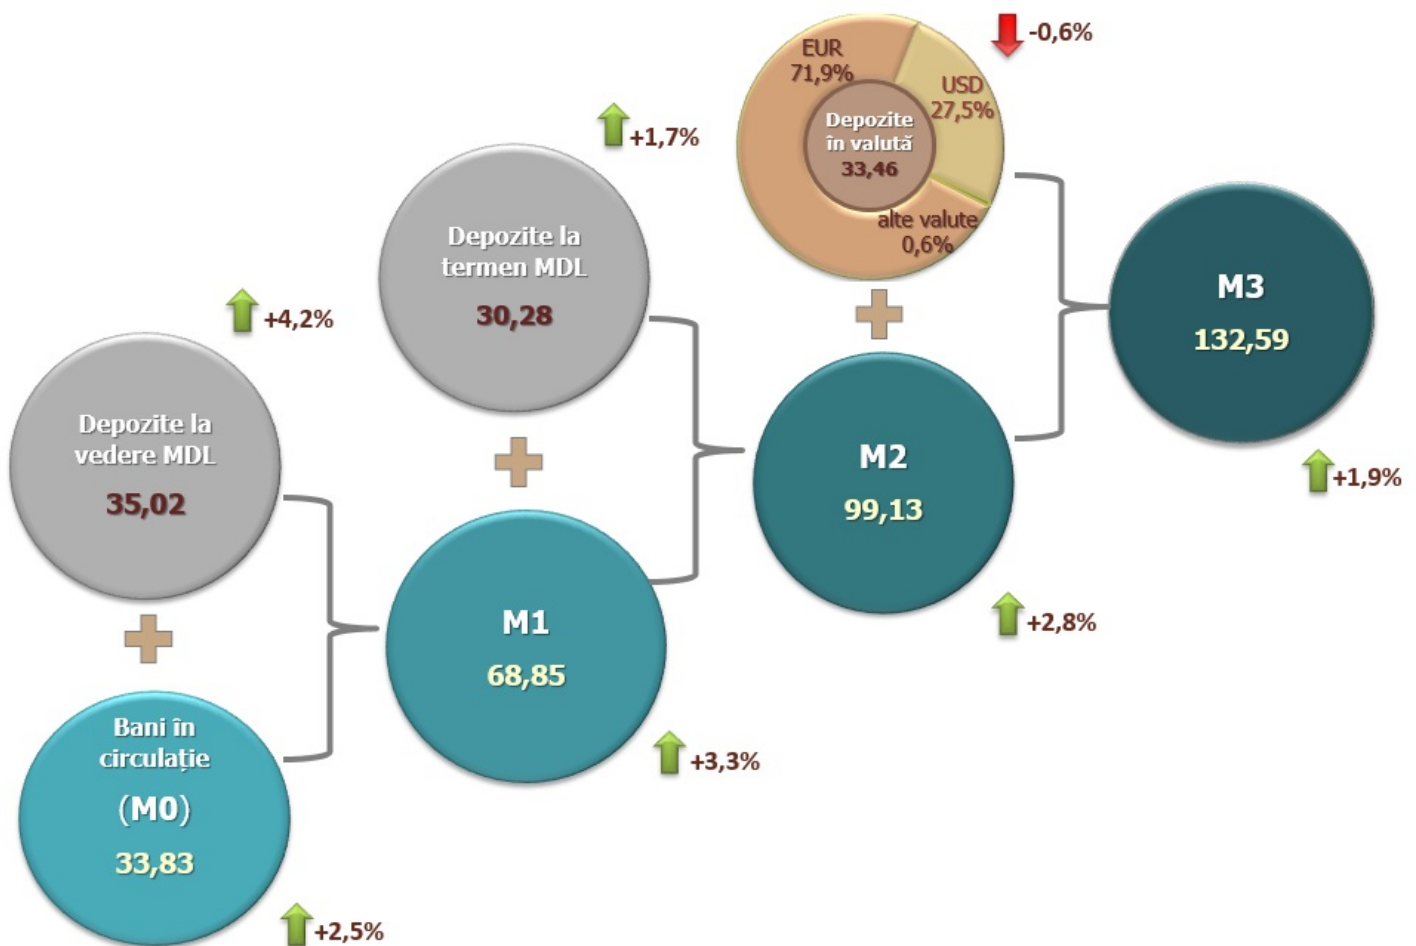 EUR
71,9%
USD
27,5%
Depozite
în valută
33,46
alte valute
0,6%
-0,6%
+1,7%
Depozite la
termen MDL
30,28
M3
132,59
+1,9%
+4,2%
Depozite la
vedere MDL
35,02
M2
99,13
+2,8%
M1
68,85
+3,3%
Bani în
circulație
(M0)
33,83
+2,5%